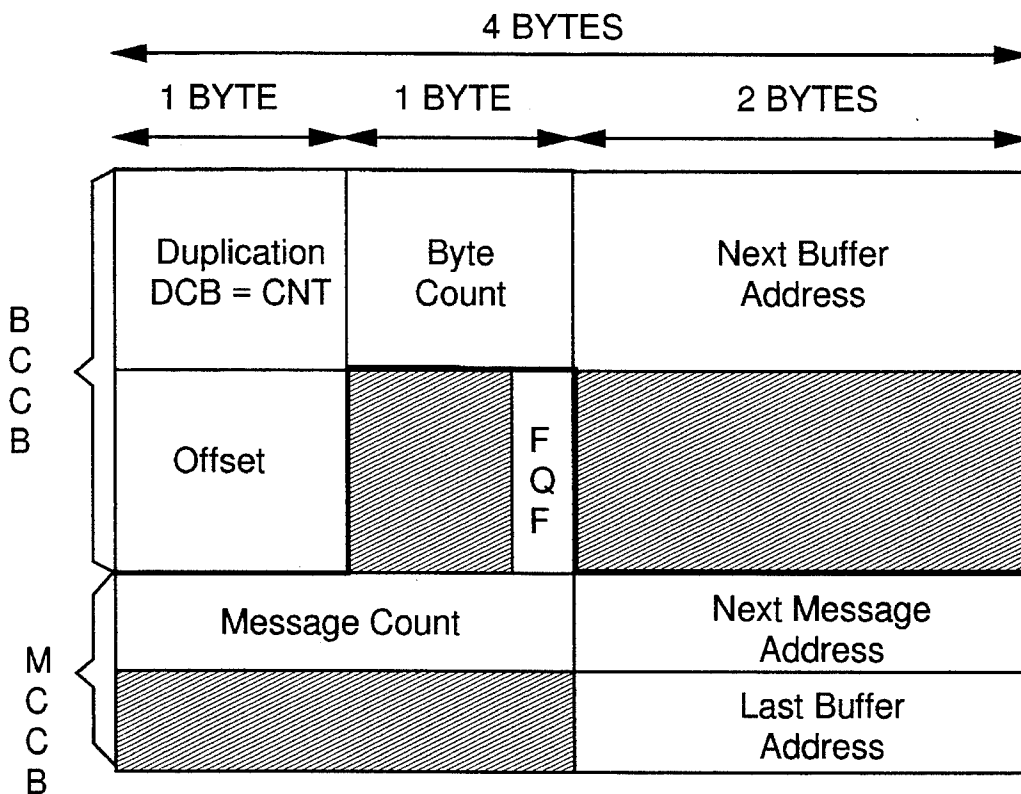 4 BYTES
1 BYTE
1 BYTE
2 BYTES
Duplication
DCB = CNT
Byte
Count
Next Buffer
Address
B
C
C
B
Offset
F
Q
F
Message Count
Next Message
Address
M
C
C
B
Last Buffer
Address